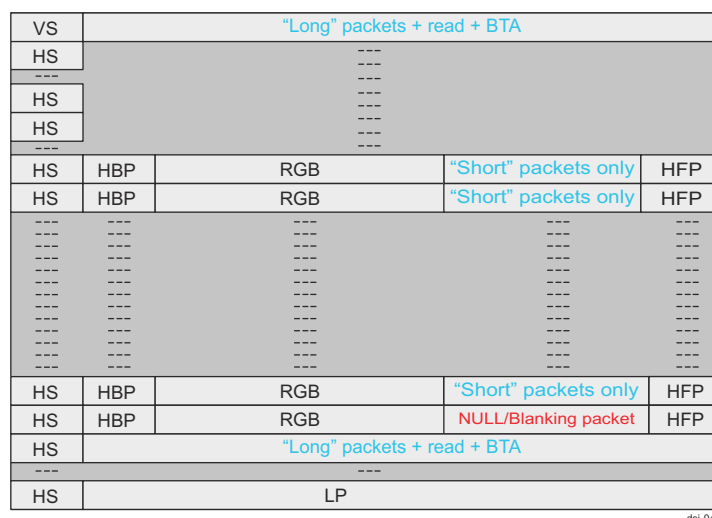 VS “Long” packets + read + BTA
HS ---
--- ---
---
HS ---
---
HS ---
--- ---
HS HBP RGB “Short” packets only HFP
HS HBP RGB “Short” packets only HFP
--- --- --- --- ---
--- --- --- --- ---
--- --- --- --- ---
--- --- --- --- ---
--- --- --- --- ---
--- --- --- --- ---
--- --- --- --- ---
--- --- --- --- ---
--- --- --- --- ---
--- --- --- --- ---
--- --- --- --- ---
--- --- --- --- ---
--- --- --- --- ---
HS HBP RGB “Short” packets only HFP
HS HBP RGB NULL/Blanking packet HFP
HS “Long” packets + read + BTA
--- ---
HS LP